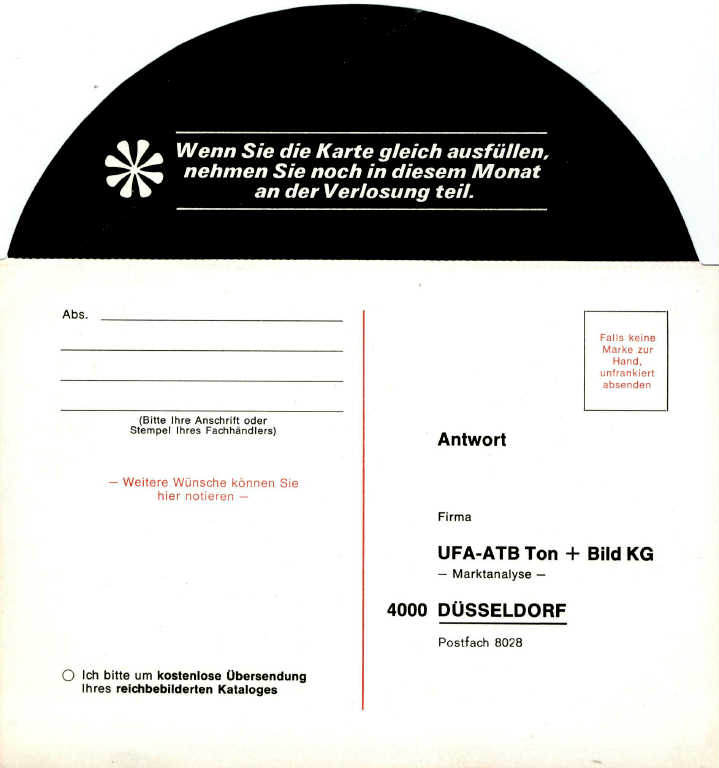 Wenn Sie die Karte gleich ausfüllen,
nehmen Sie noch in diesem Monat
an der Verlosung teil.
Abs.
(Bitte Ihre Anschrift oder
Stempel Ihres Fachhändlers)
— Weitere Wünsche können Sie
hier notieren —
Ich bitte um kostenlose Übersendung
Ihres reichbebilderten Kataloges
Falls keine
Marke zur
Hand,
unfrankiert
absenden
Antwort
Firma
UFA-ATB Ton + Bild KG
— Marktanalyse —
4000 DÜSSELDORF
Postfach 8028